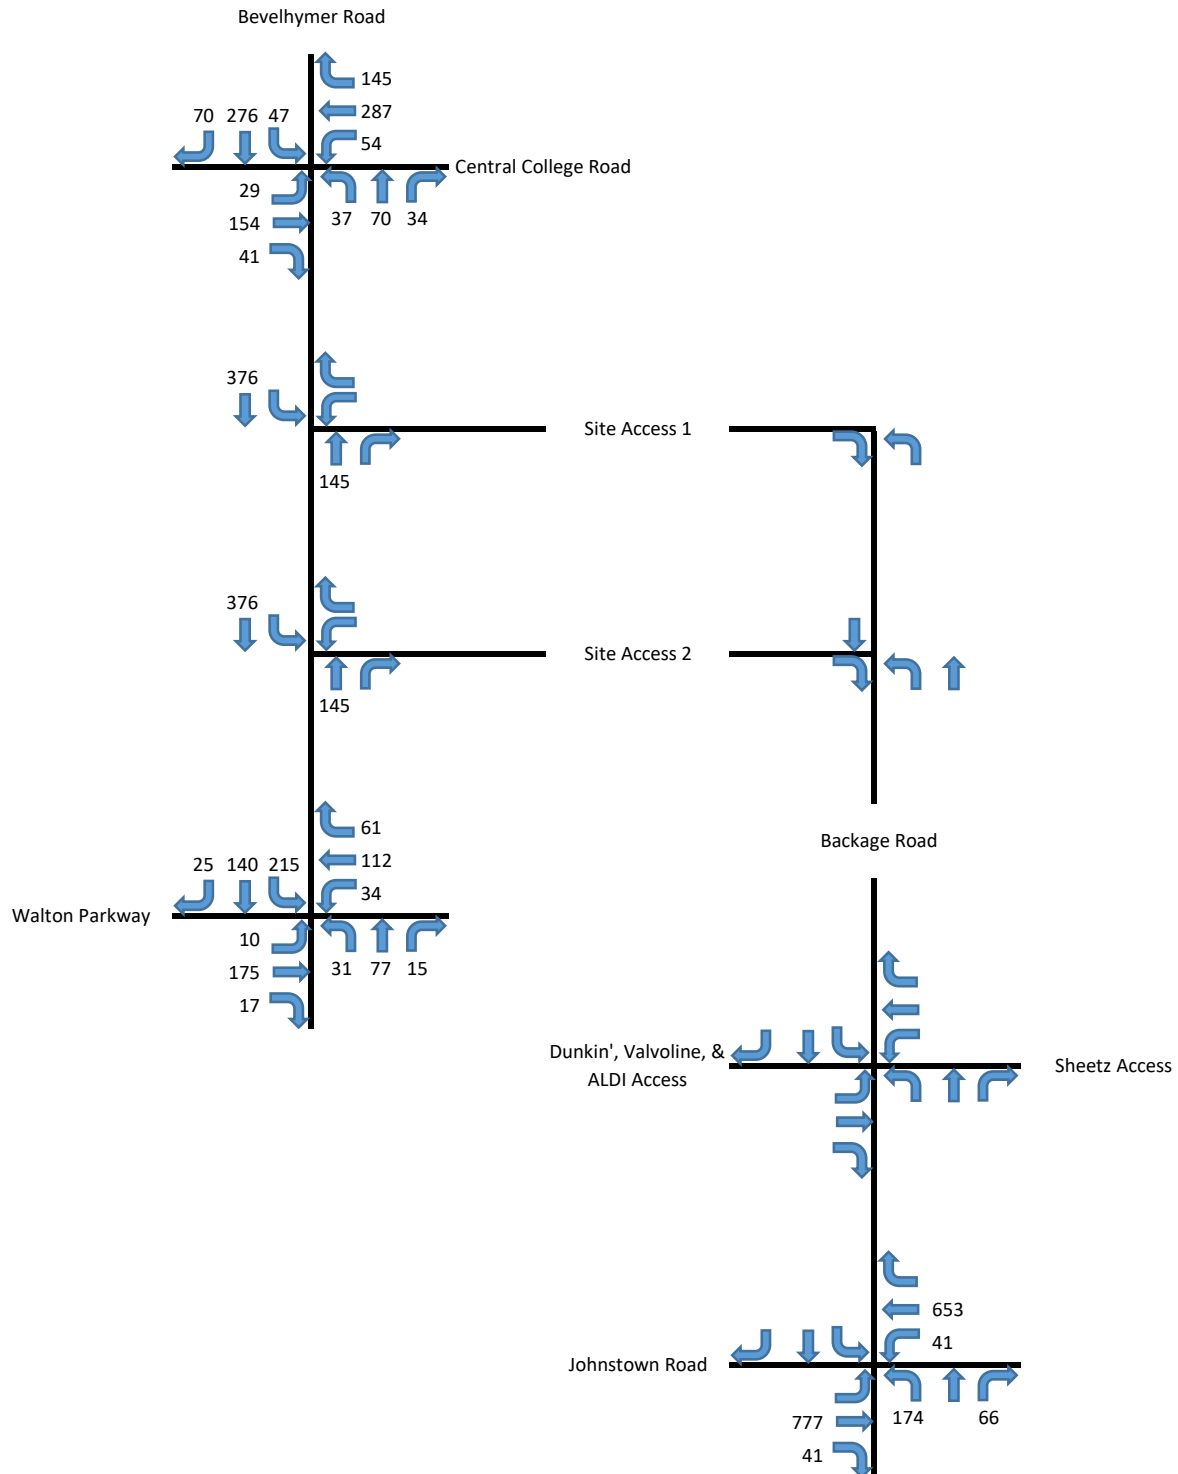 Bevelhymer Road
145
287
54
70 276 47
Central College Road
29
154
41
37 70 34
376
Site Access 1
145
376
Site Access 2
145
61
112
34
25 140 215
Walton Parkway
10
175
17
31 77 15
Backage Road
Dunkin', Valvoline, &
ALDI Access
Sheetz Access
653
41
Johnstown Road
777
41
174 66